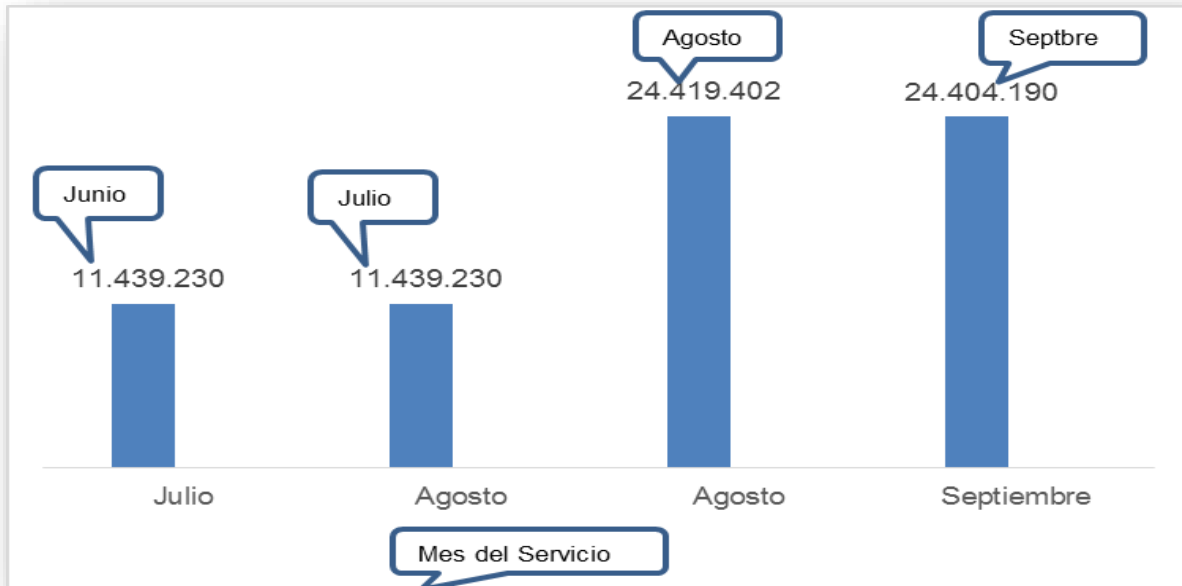 Agosto
Septbre
24.419.402
24.404.190
Junio
Julio
11.439.230
11.439.230
Julio
Agosto
Agosto
Septiembre
Mes del Servicio